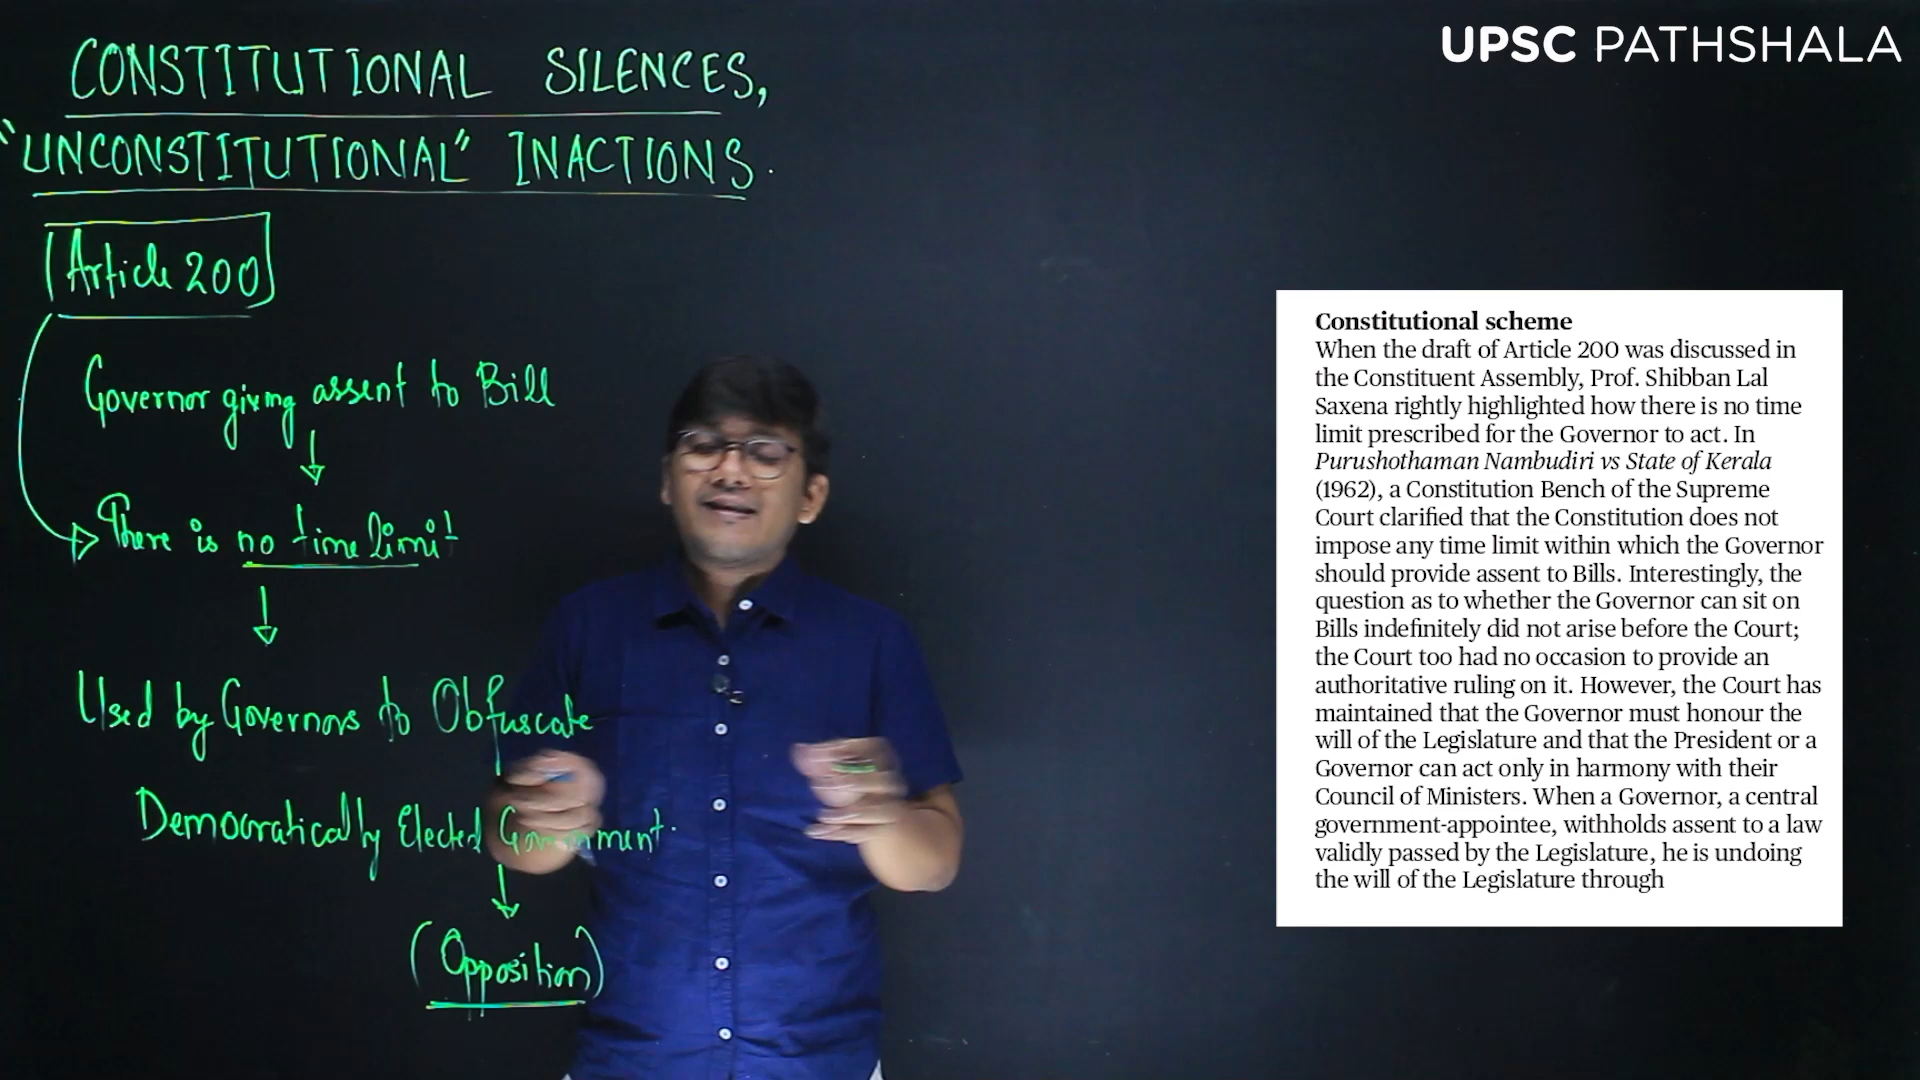 CONSTITUTIONAL SILENCES,
"UNCONSTITUTIONAL" INACTIONS.
Article 200
Governor giving assent to Bill
There is no time limit
Used by Governors to Obfuscate
Democratically Elected Government.
(Opposition)
UPSC PATHSHALA
Constitutional scheme
When the draft of Article 200 was discussed in
the Constituent Assembly, Prof. Shibban Lal
Saxena rightly highlighted how there is no time
limit prescribed for the Governor to act. In
Purushothaman Nambudiri vs State of Kerala
(1962), a Constitution Bench of the Supreme
Court clarified that the Constitution does not
impose any time limit within which the Governor
should provide assent to Bills. Interestingly, the
question as to whether the Governor can sit on
Bills indefinitely did not arise before the Court;
the Court too had no occasion to provide an
authoritative ruling on it. However, the Court has
maintained that the Governor must honour the
will of the Legislature and that the President or a
Governor can act only in harmony with their
Council of Ministers. When a Governor, a central
government-appointee, withholds assent to a law
validly passed by the Legislature, he is undoing
the will of the Legislature through